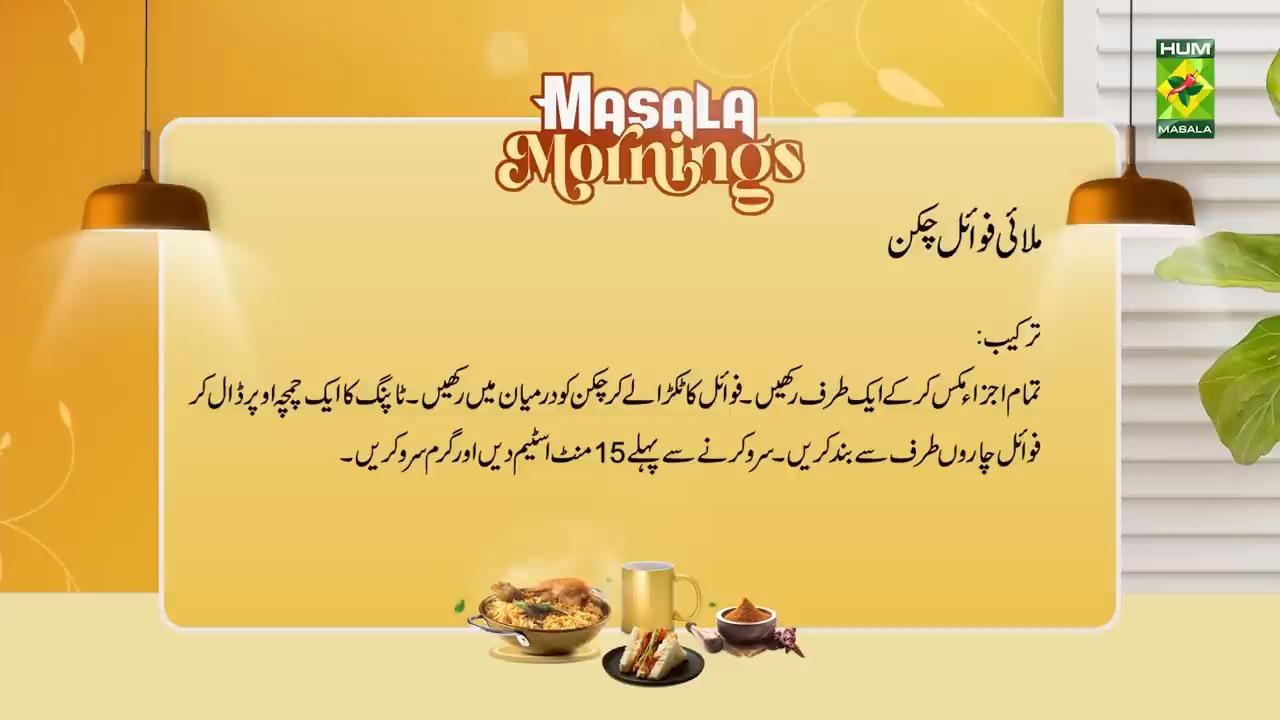 HUM
MASALA
MASALA
Mornings
ملائی فوائل چکن
ترکیب:
تمام اجزاء مکس کر کے ایک طرف رکھیں۔ فوائل کا ٹکڑا لے کر چکن کو درمیان میں رکھیں۔ ٹاپنگ کا ایک چمچہ اوپر ڈال کر
فوائل چاروں طرف سے بند کریں۔ سرو کرنے سے پہلے 15 منٹ اسٹیم دیں اور گرم سرو کریں۔